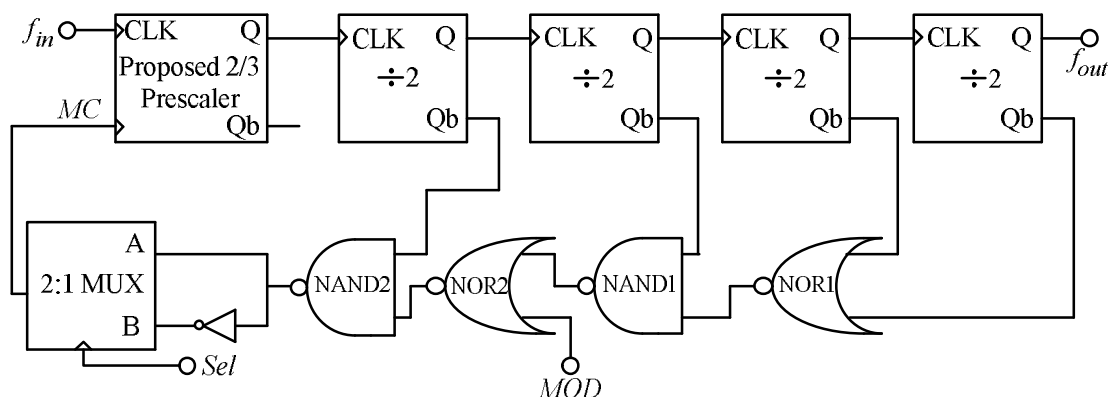 f_in
CLK Q
Proposed 2/3
Prescaler
MC
Qb
CLK Q
÷2
Qb
CLK Q
÷2
Qb
CLK Q
÷2
Qb
CLK Q
÷2
Qb
f_out
A
2:1 MUX
B
Sel
NAND2
NOR2
MOD
NAND1
NOR1